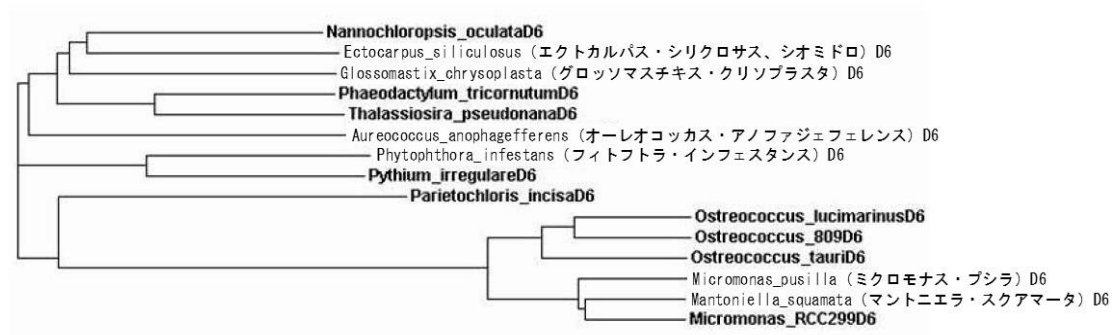 Nannochloropsis_oculataD6
Ectocarpus_siliculosus（エクトカルパス・シリクロサス、シオミドロ）D6
Glossomastix_chrysoplasta（グロッソマスチキス・クリソプラスタ）D6
Phaeodactylum_tricornutumD6
Thalassiosira_pseudonanaD6
Aureococcus_anophagefferens（オーレオコッカス・アノファジェフェレンス）D6
Phytophthora_infestans（フィトフトラ・インフェスタンス）D6
Pythium_irregulareD6
Parietochloris_incisaD6
Ostreococcus_lucimarinusD6
Ostreococcus_809D6
Ostreococcus_tauriD6
Micromonas_pusilla（ミクロモナス・プシラ）D6
Mantoniella_squamata（マントニエラ・スクアマータ）D6
Micromonas_RCC299D6